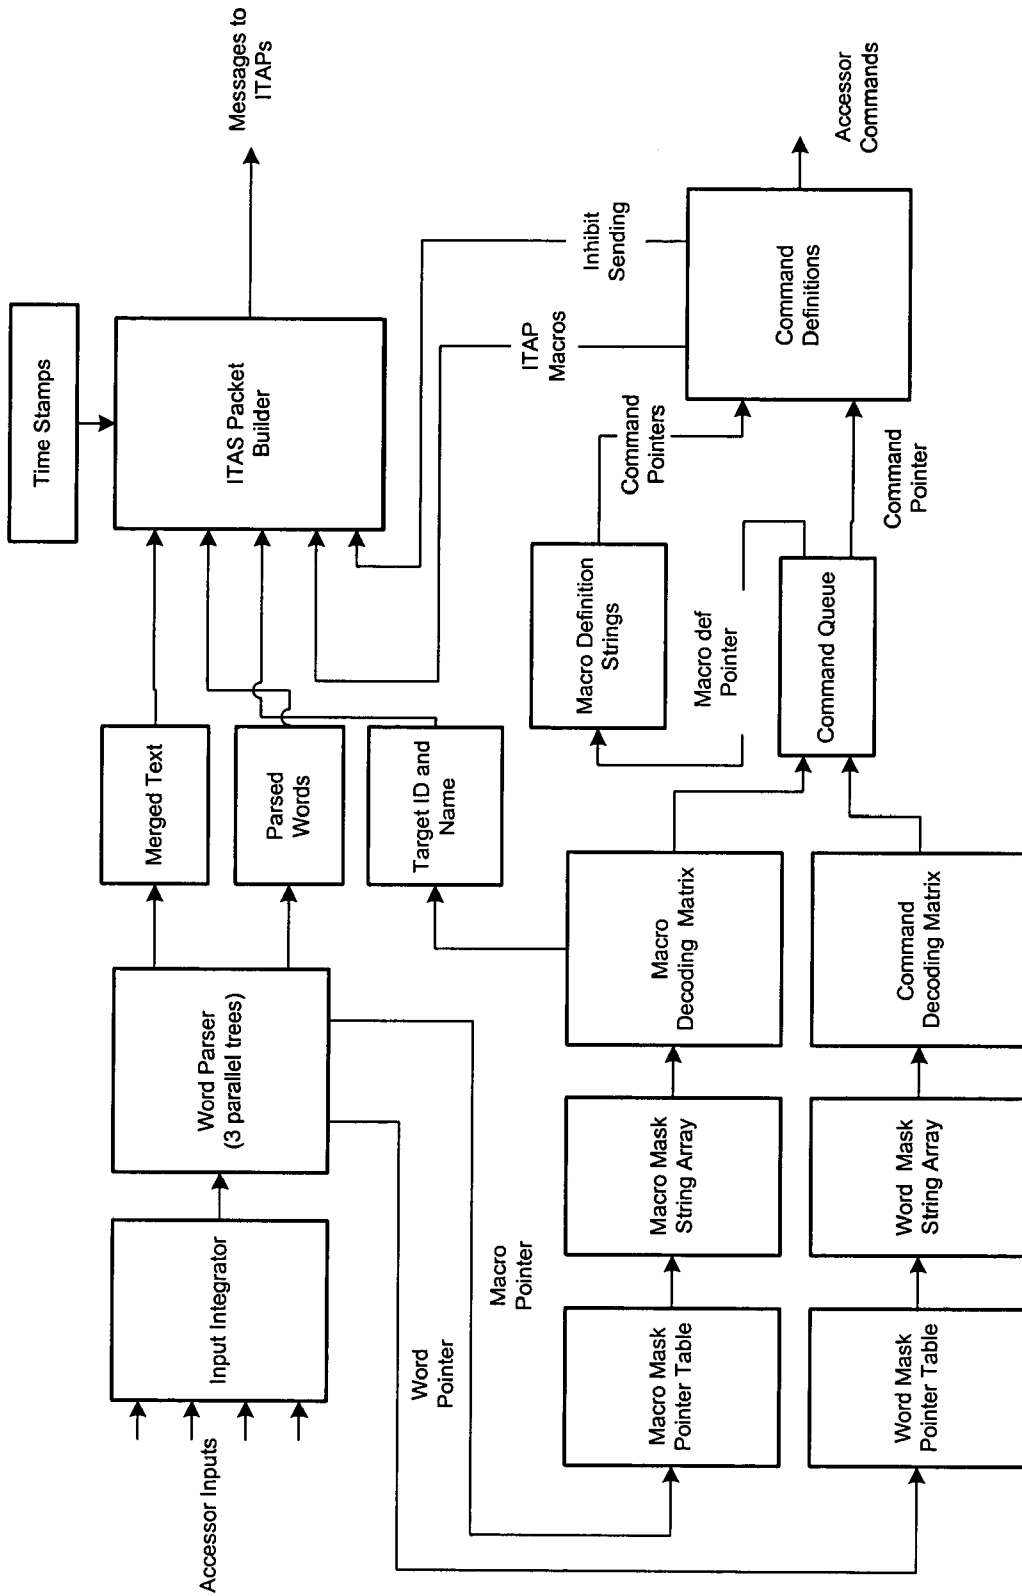 Accessor Inputs
Input Integrator
Word Parser
(3 parallel trees)
Merged Text
Parsed
Words
Target ID and
Name
Time Stamps
ITAS Packet
Builder
Messages to
ITAPs
Word
Pointer
Macro
Pointer
Macro Mask
Pointer Table
Macro Mask
String Array
Macro
Decoding Matrix
Word Mask
Pointer Table
Word Mask
String Array
Command
Decoding Matrix
Macro Definition
Strings
Macro def
Pointer
Command Queue
Command
Pointers
Command
Pointer
ITAP
Macros
Inhibit
Sending
Command
Definitions
Accessor
Commands